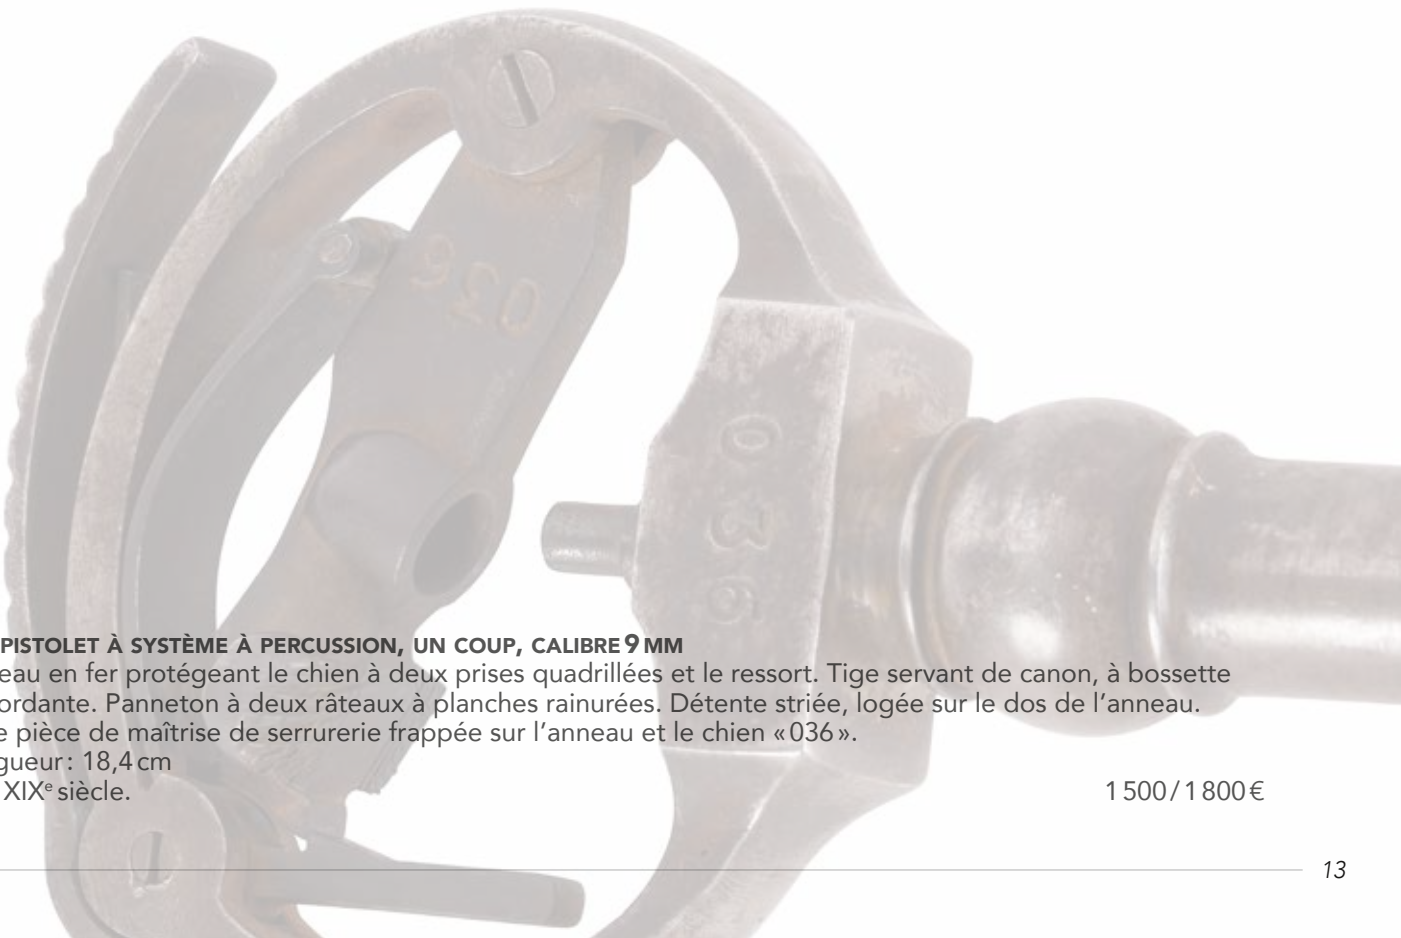 036
036
PISTOLET À SYSTÈME À PERCUSSION, UN COUP, CALIBRE 9 MM
eau en fer protégeant le chien à deux prises quadrillées et le ressort. Tige servant de canon, à bossette
ordante. Panneton à deux râteaux à planches rainurées. Détente striée, logée sur le dos de l’anneau.
e pièce de maîtrise de serrurerie frappée sur l’anneau et le chien «036».
gueur: 18,4 cm
XIXe siècle. 1 500/1 800 €
13